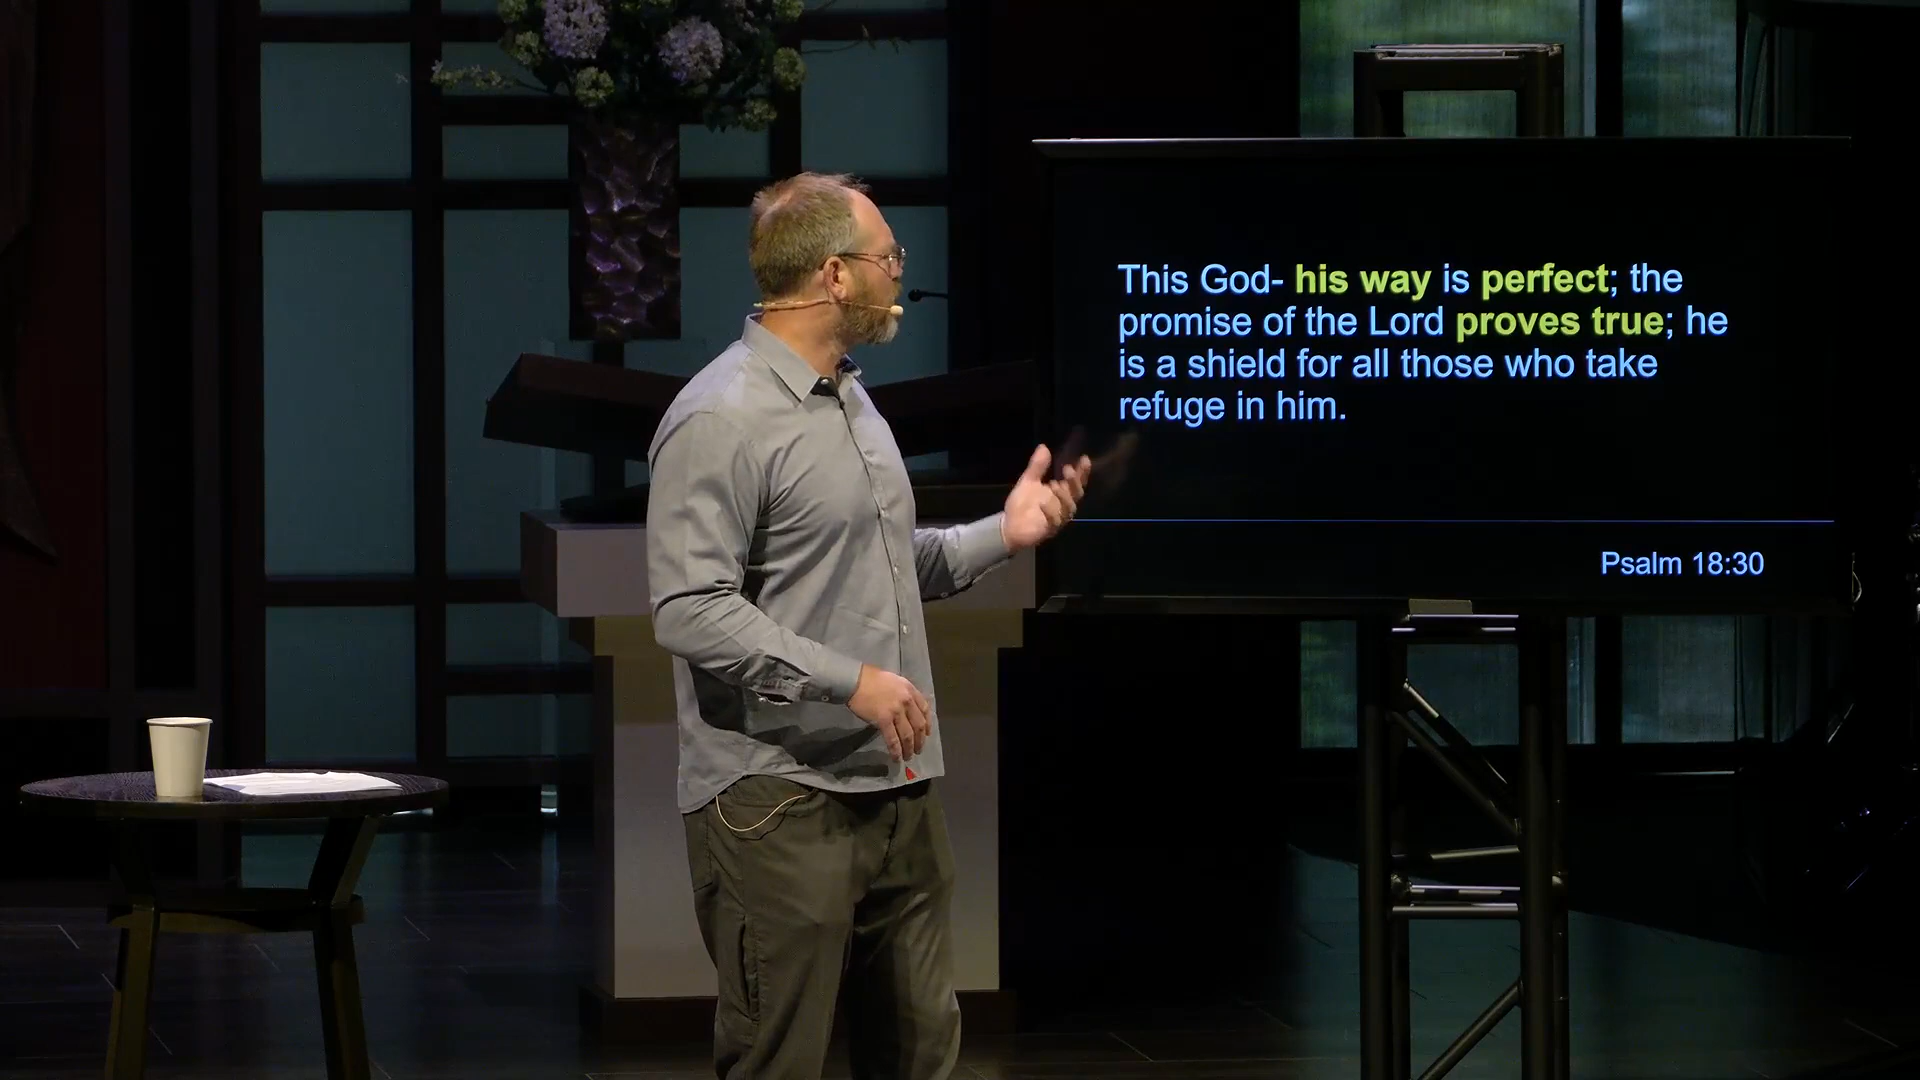 This God- his way is perfect; the
promise of the Lord proves true; he
is a shield for all those who take
refuge in him.
Psalm 18:30